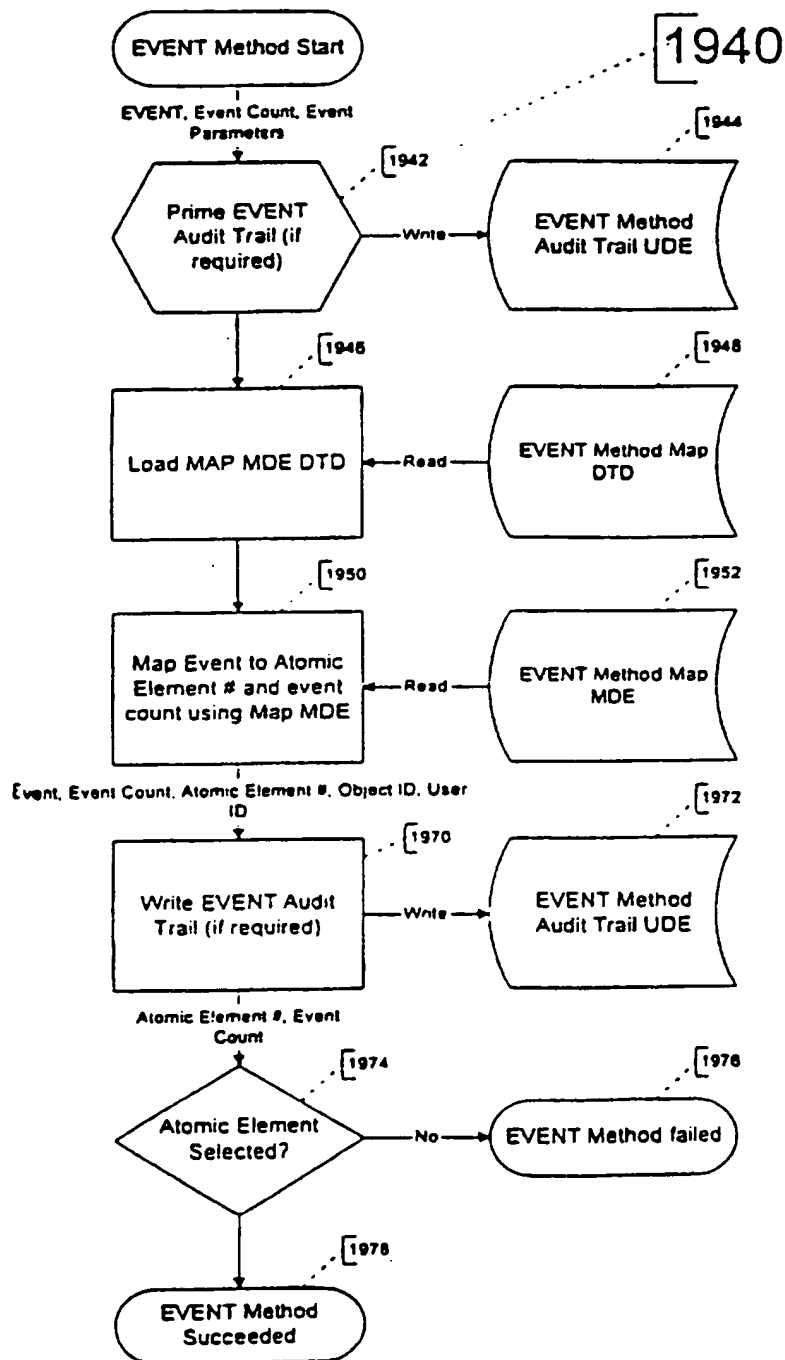 EVENT Method Start
1940
EVENT, Event Count, Event
Parameters
1942
1944
Prime EVENT
Audit Trail (if
required)
Write
EVENT Method
Audit Trail UDE
1946
1948
Load MAP MDE DTD
Read
EVENT Method Map
DTD
1950
1952
Map Event to Atomic
Element # and event
count using Map MDE
Read
EVENT Method Map
MDE
Event, Event Count, Atomic Element #, Object ID, User
ID
1970
1972
Write EVENT Audit
Trail (if required)
Write
EVENT Method
Audit Trail UDE
Atomic Element #, Event
Count
1974
1976
Atomic Element
Selected?
No
EVENT Method failed
1978
EVENT Method
Succeeded